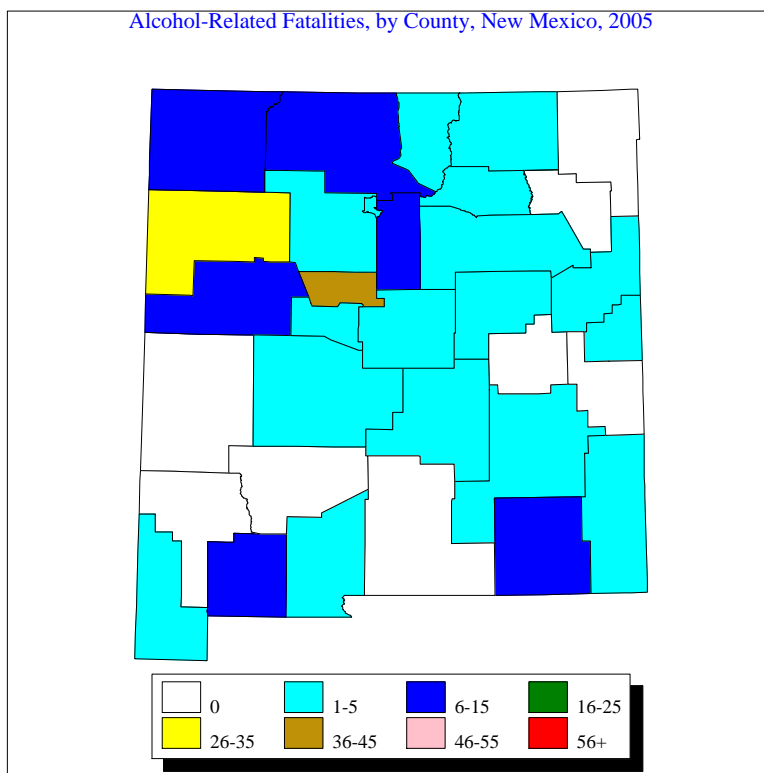 Alcohol-Related Fatalities, by County, New Mexico, 2005
0 1-5 6-15 16-25
26-35 36-45 46-55 56+